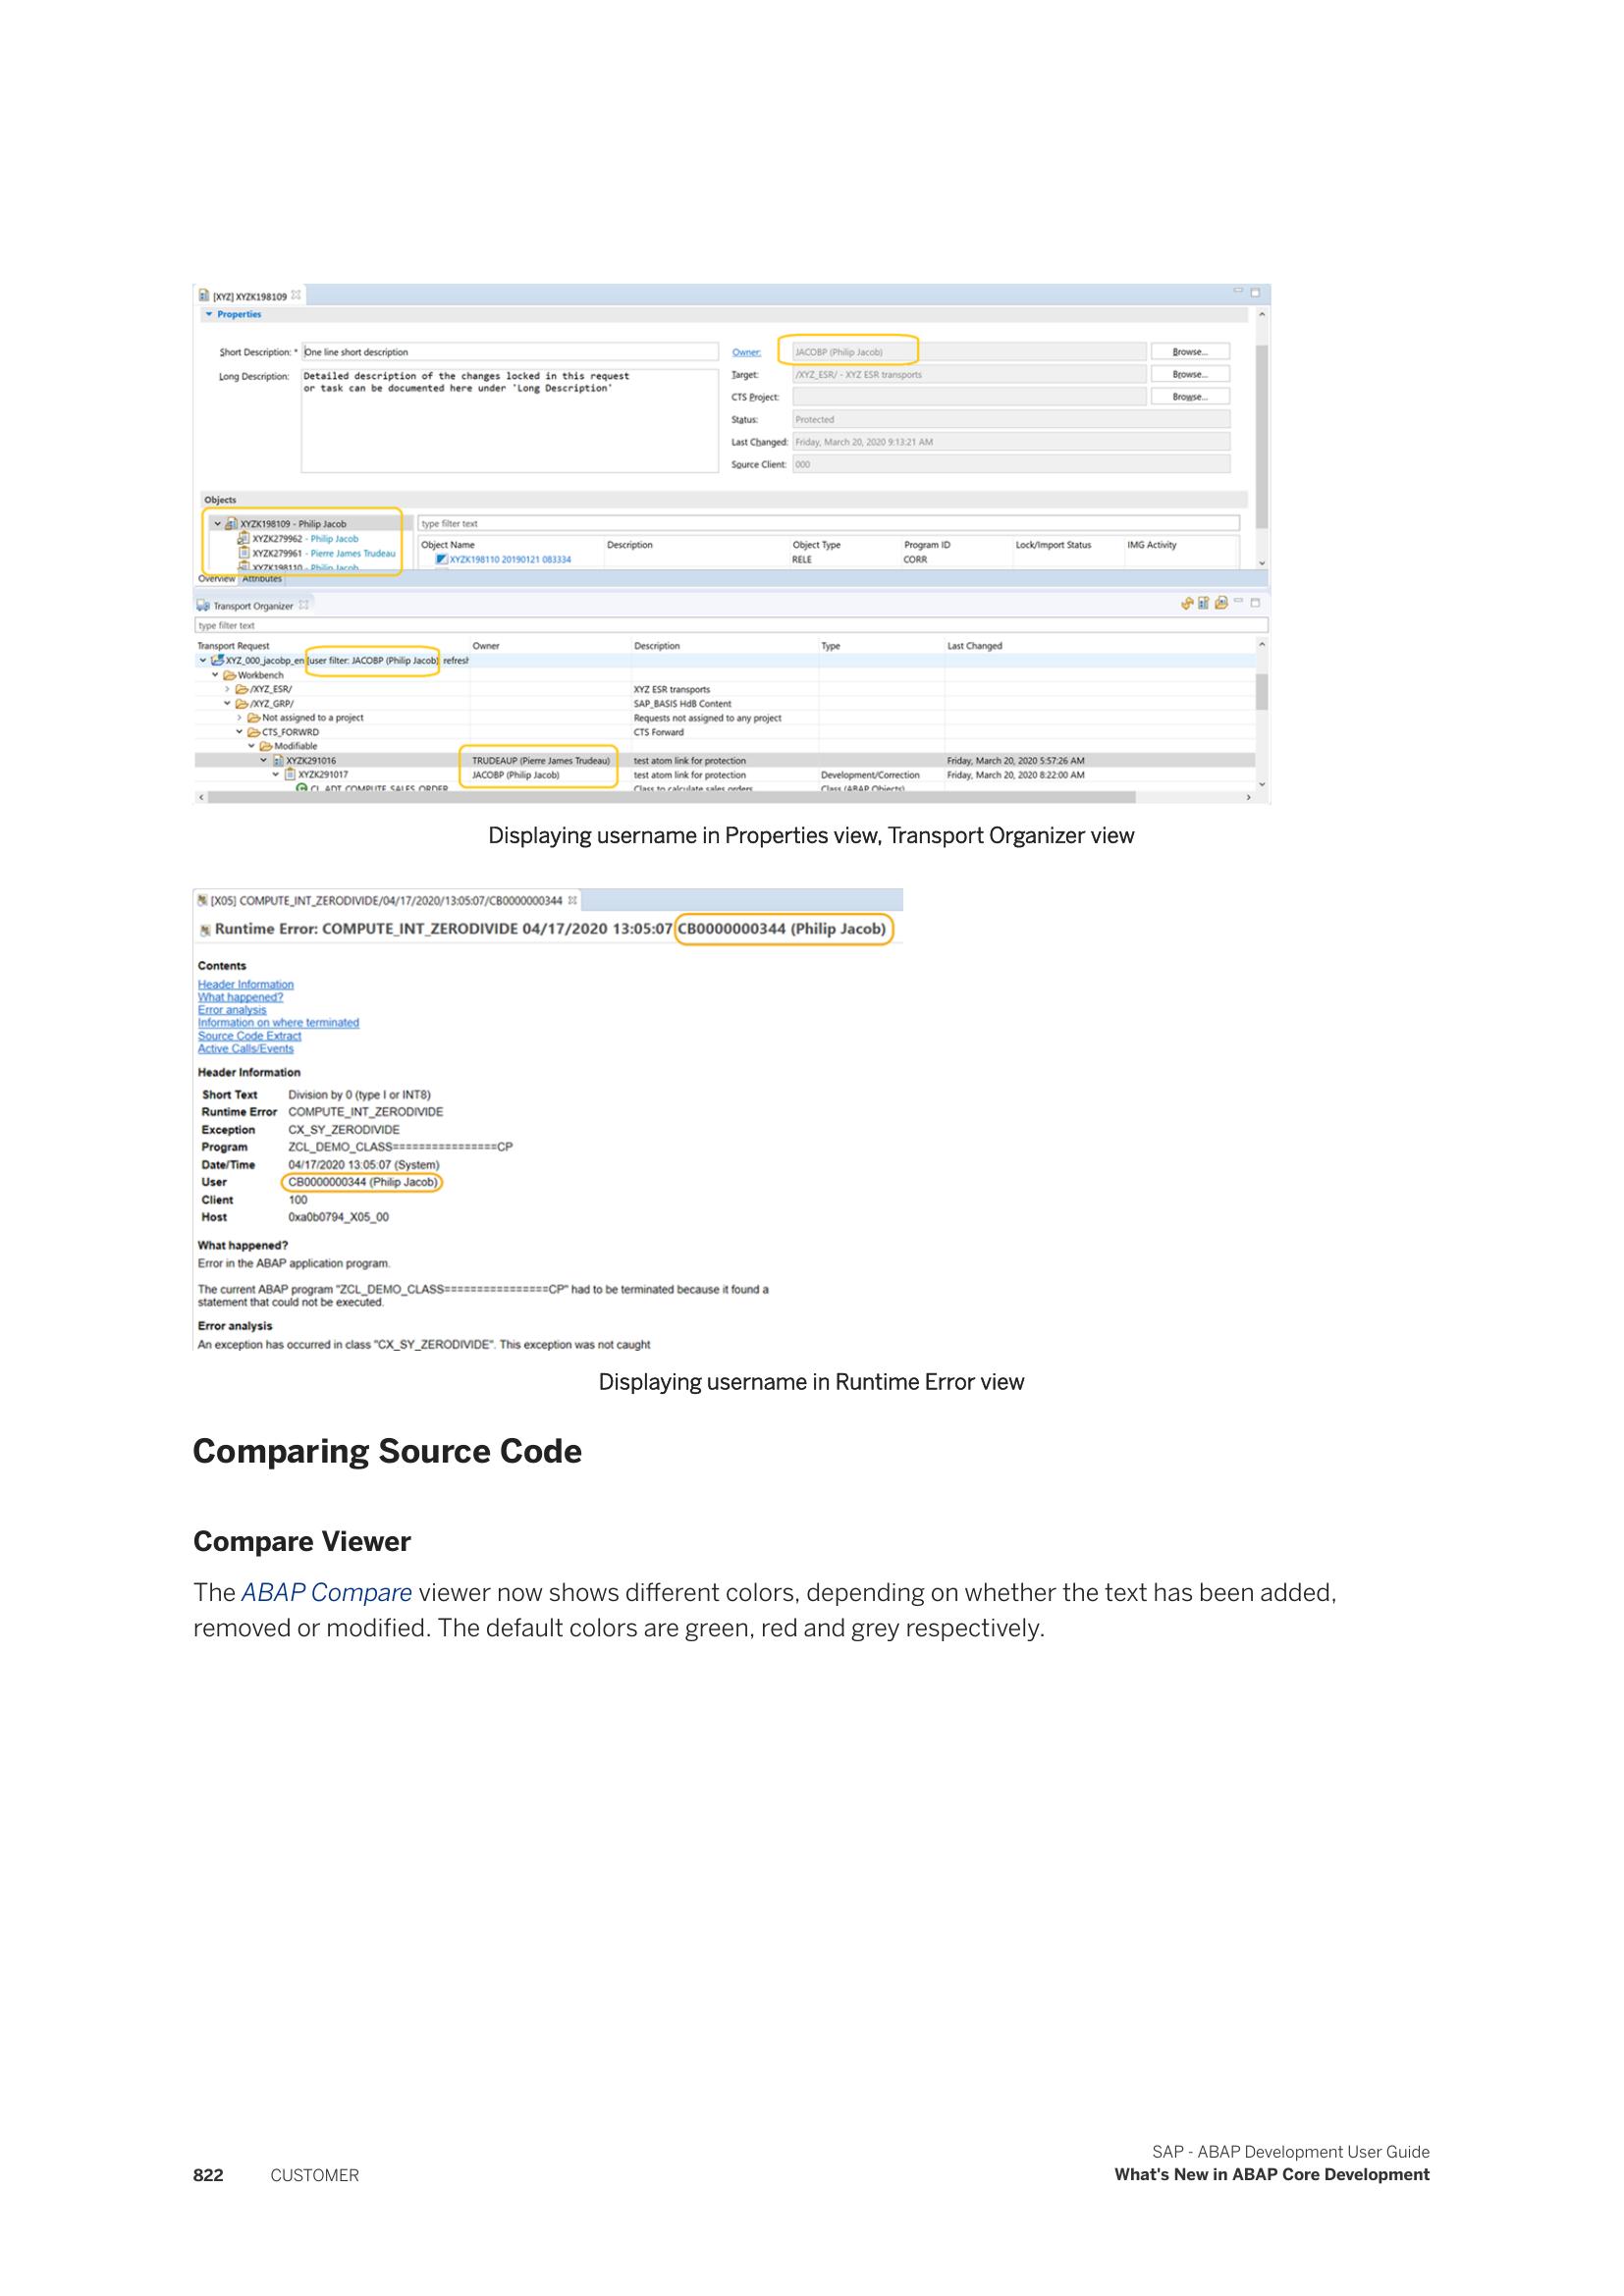 [XYZ] XYZK198109
Properties
Short Description: * One line short description
Owner: JACOBP (Philip Jacob) Browse...
Long Description: Detailed description of the changes locked in this request
or task can be documented here under 'Long Description'
Target: /XYZ_ESR/ - XYZ ESR transports Browse...
CTS Project: Browse...
Status: Protected
Last Changed: Friday, March 20, 2020 9:13:21 AM
Source Client: 000
Objects
XYZK198109 - Philip Jacob
XYZK279962 - Philip Jacob
XYZK279961 - Pierre James Trudeau
XYZK198110 - Philip Jacob
type filter text
Object Name Description Object Type Program ID Lock/Import Status IMG Activity
XYZK198110 20190121 083334 RELE CORR
Overview Attributes
Transport Organizer
type filter text
Transport Request Owner Description Type Last Changed
XYZ_000_jacobp_en [user filter: JACOBP (Philip Jacob) refresh
Workbench
/XYZ_ESR/ XYZ ESR transports
/XYZ_GRP/ SAP_BASIS HdB Content
Not assigned to a project Requests not assigned to any project
CTS_FORWRD CTS Forward
Modifiable
XYZK291016 TRUDEAUP (Pierre James Trudeau) test atom link for protection Friday, March 20, 2020 5:57:26 AM
XYZK291017 JACOBP (Philip Jacob) test atom link for protection Development/Correction Friday, March 20, 2020 8:22:00 AM
CL_ADT_COMPUTE_SALES_ORDER Class to calculate sales orders Class (ABAP Objects)
Displaying username in Properties view, Transport Organizer view
[X05] COMPUTE_INT_ZERODIVIDE/04/17/2020/13:05:07/CB0000000344
Runtime Error: COMPUTE_INT_ZERODIVIDE 04/17/2020 13:05:07 CB0000000344 (Philip Jacob)
Contents
Header Information
What happened?
Error analysis
Information on where terminated
Source Code Extract
Active Calls/Events
Header Information
Short Text Division by 0 (type I or INT8)
Runtime Error COMPUTE_INT_ZERODIVIDE
Exception CX_SY_ZERODIVIDE
Program ZCL_DEMO_CLASS================CP
Date/Time 04/17/2020 13:05:07 (System)
User CB0000000344 (Philip Jacob)
Client 100
Host 0xa0b0794_X05_00
What happened?
Error in the ABAP application program.
The current ABAP program "ZCL_DEMO_CLASS================CP" had to be terminated because it found a
statement that could not be executed.
Error analysis
An exception has occurred in class "CX_SY_ZERODIVIDE". This exception was not caught
Displaying username in Runtime Error view
Comparing Source Code
Compare Viewer
The ABAP Compare viewer now shows different colors, depending on whether the text has been added,
removed or modified. The default colors are green, red and grey respectively.
SAP - ABAP Development User Guide
822 CUSTOMER What's New in ABAP Core Development